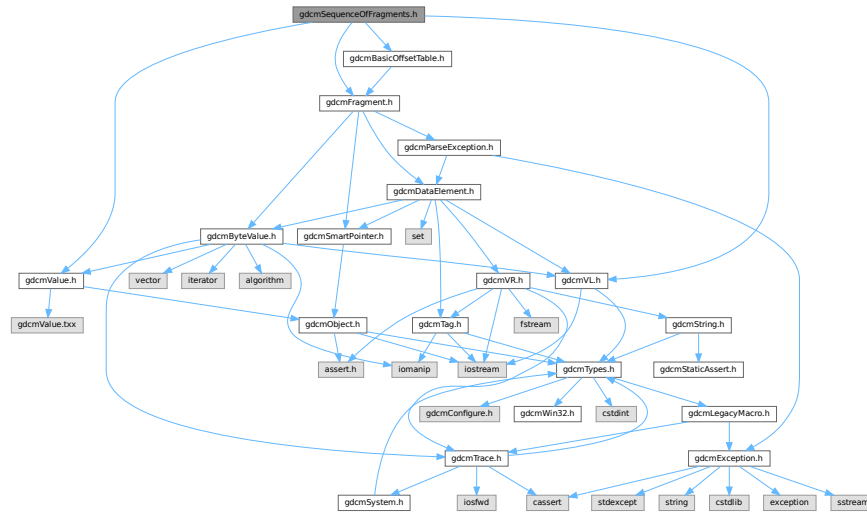 gdcmSequenceOfFragments.h
gdcmBasicOffsetTable.h
gdcmFragment.h
gdcmParseException.h
gdcmDataElement.h
gdcmByteValue.h
gdcmSmartPointer.h
set
gdcmValue.h
vector
iterator
algorithm
gdcmVR.h
gdcmVL.h
gdcmValue.txx
gdcmObject.h
gdcmTag.h
fstream
gdcmString.h
assert.h
iomanip
iostream
gdcmTypes.h
gdcmStaticAssert.h
gdcmConfigure.h
gdcmWin32.h
cstdint
gdcmLegacyMacro.h
gdcmTrace.h
gdcmException.h
gdcmSystem.h
iosfwd
cassert
stdexcept
string
cstdlib
exception
sstream